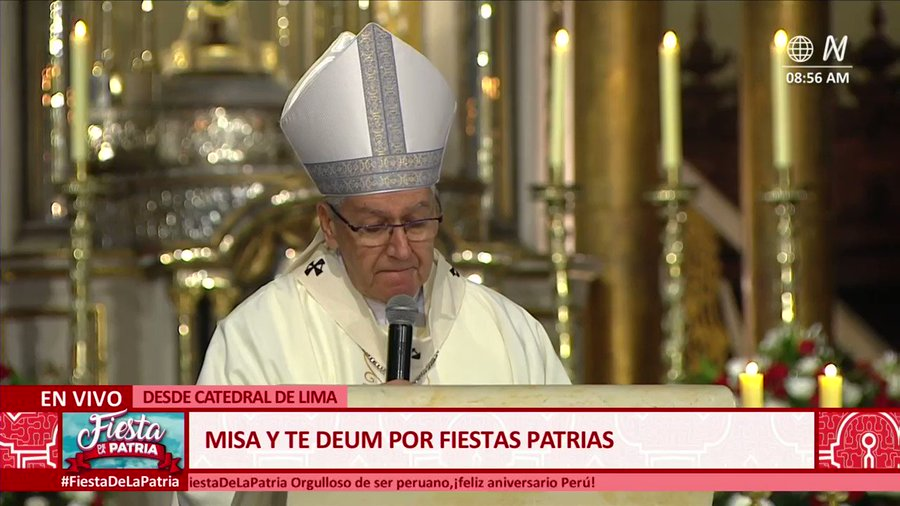 N
08:56 AM
EN VIVO
DESDE CATEDRAL DE LIMA
Fiesta
DE LA
PATRIA
MISA Y TE DEUM POR FIESTAS PATRIAS
#FiestaDeLaPatria
iestaDeLaPatria Orgulloso de ser peruano,¡feliz aniversario Perú!